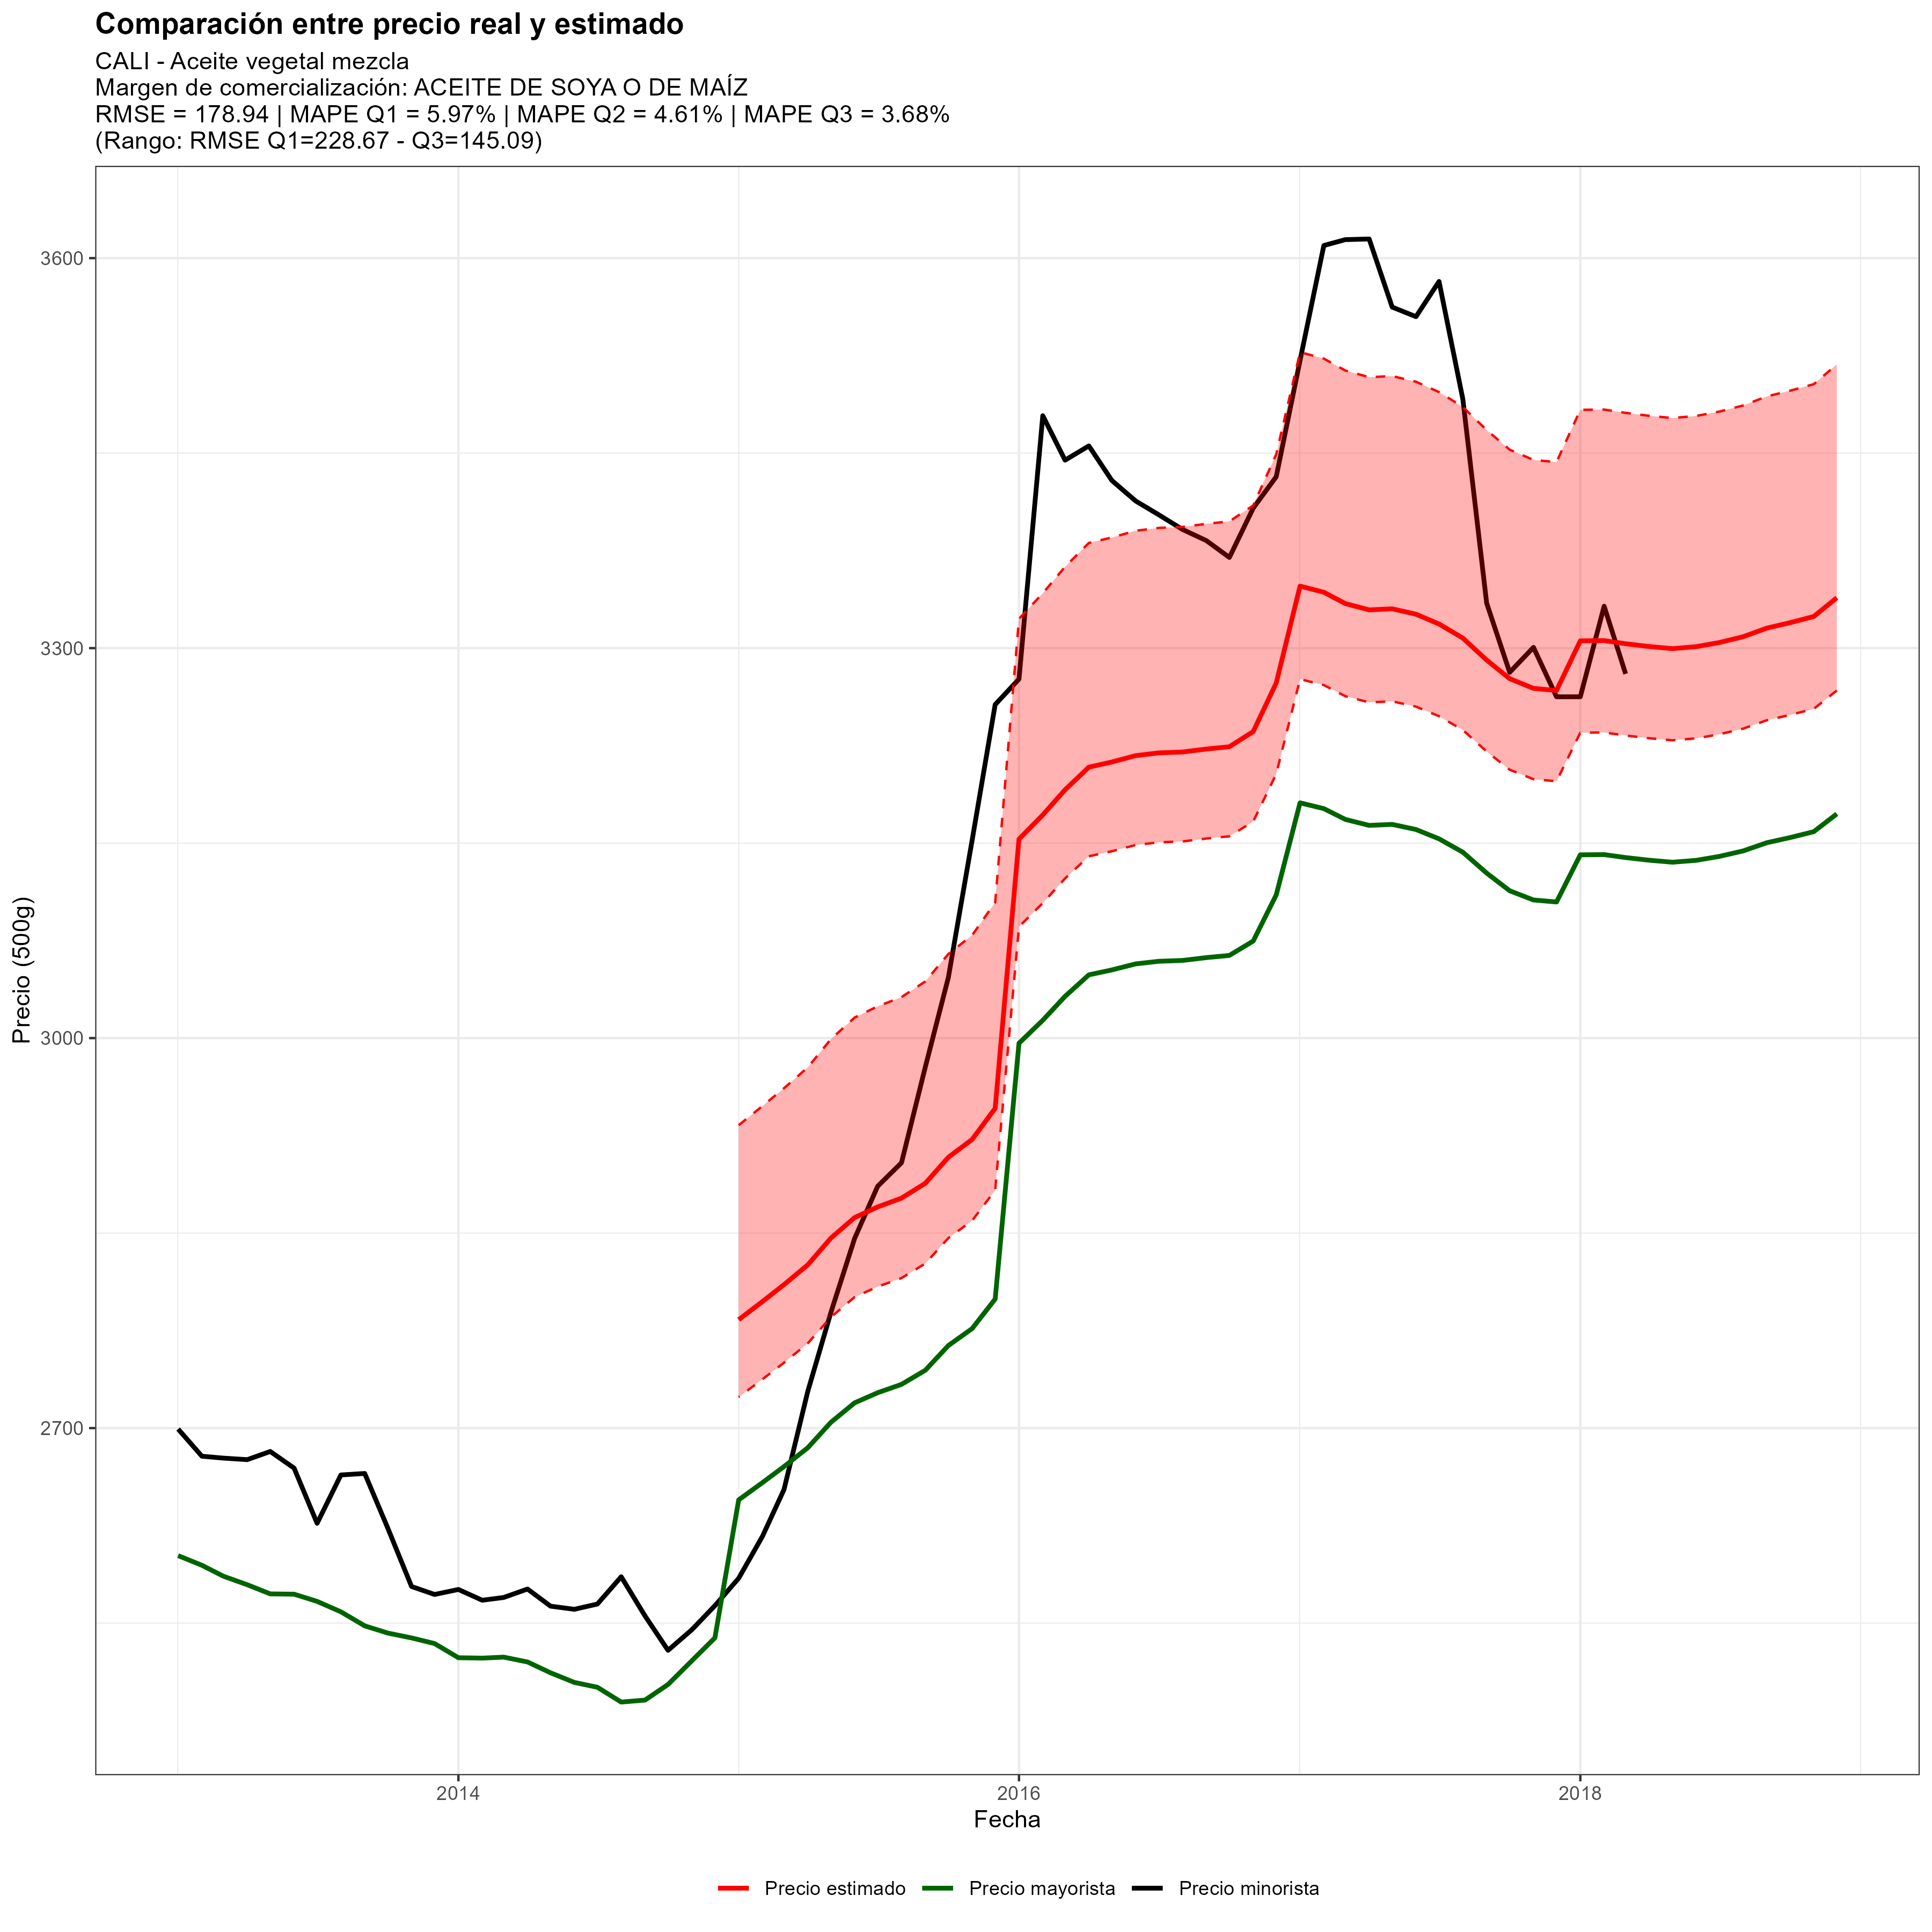 Comparación entre precio real y estimado
CALI - Aceite vegetal mezcla
Margen de comercialización: ACEITE DE SOYA O DE MAÍZ
RMSE = 178.94 | MAPE Q1 = 5.97% | MAPE Q2 = 4.61% | MAPE Q3 = 3.68%
(Rango: RMSE Q1=228.67 - Q3=145.09)
Precio (500g)
3600
3300
3000
2700
2014
2016
2018
Fecha
Precio estimado
Precio mayorista
Precio minorista